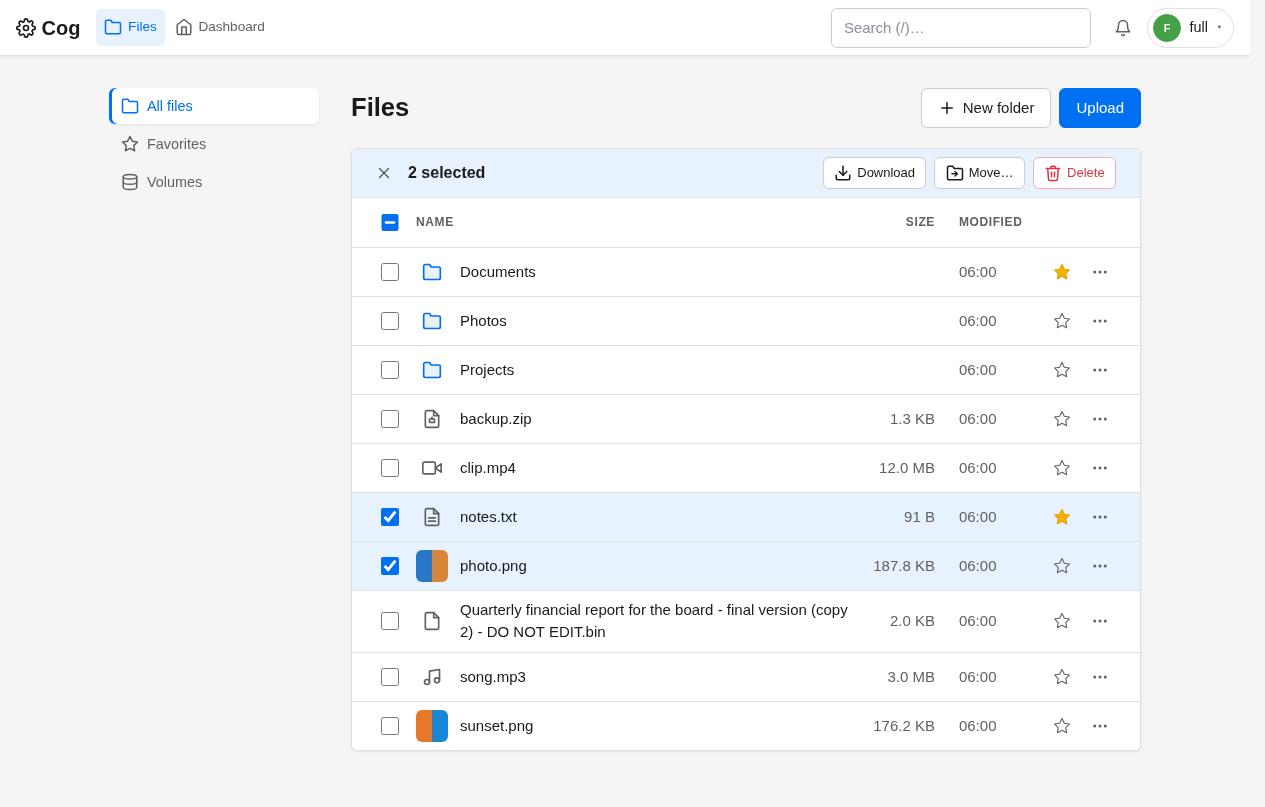 Cog
Files
Dashboard
Search (/)…
F
full
All files
Favorites
Volumes
Files
New folder
Upload
2 selected
Download
Move…
Delete
NAME
SIZE
MODIFIED
Documents
06:00
Photos
06:00
Projects
06:00
backup.zip
1.3 KB
06:00
clip.mp4
12.0 MB
06:00
notes.txt
91 B
06:00
photo.png
187.8 KB
06:00
Quarterly financial report for the board - final version (copy
2) - DO NOT EDIT.bin
2.0 KB
06:00
song.mp3
3.0 MB
06:00
sunset.png
176.2 KB
06:00